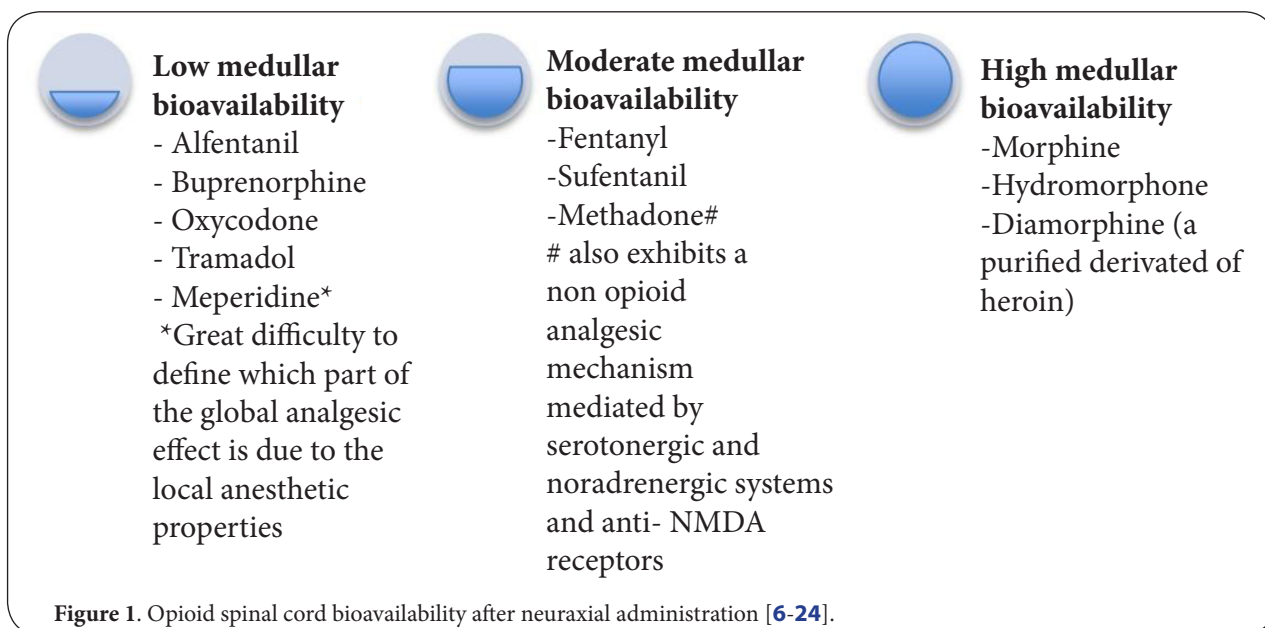 Low medullar
bioavailability
- Alfentanil
- Buprenorphine
- Oxycodone
- Tramadol
- Meperidine*
*Great difficulty to
define which part of
the global analgesic
effect is due to the
local anesthetic
properties
Moderate medullar
bioavailability
-Fentanyl
-Sufentanil
-Methadone#
# also exhibits a
non opioid
analgesic
mechanism
mediated by
serotonergic and
noradrenergic systems
and anti- NMDA
receptors
High medullar
bioavailability
-Morphine
-Hydromorphone
-Diamorphine (a
purified derivated of
heroin)
Figure 1. Opioid spinal cord bioavailability after neuraxial administration [6-24].